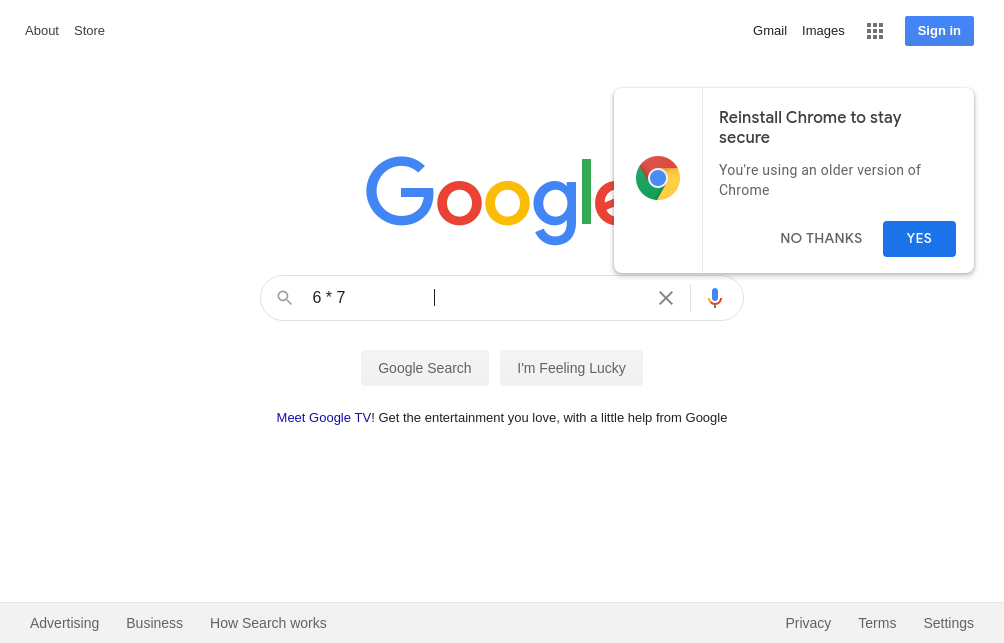 About Store
Gmail Images Sign in
Google
Reinstall Chrome to stay
secure
You're using an older version of
Chrome
NO THANKS YES
6 * 7
Google Search I'm Feeling Lucky
Meet Google TV! Get the entertainment you love, with a little help from Google
Advertising Business How Search works
Privacy Terms Settings